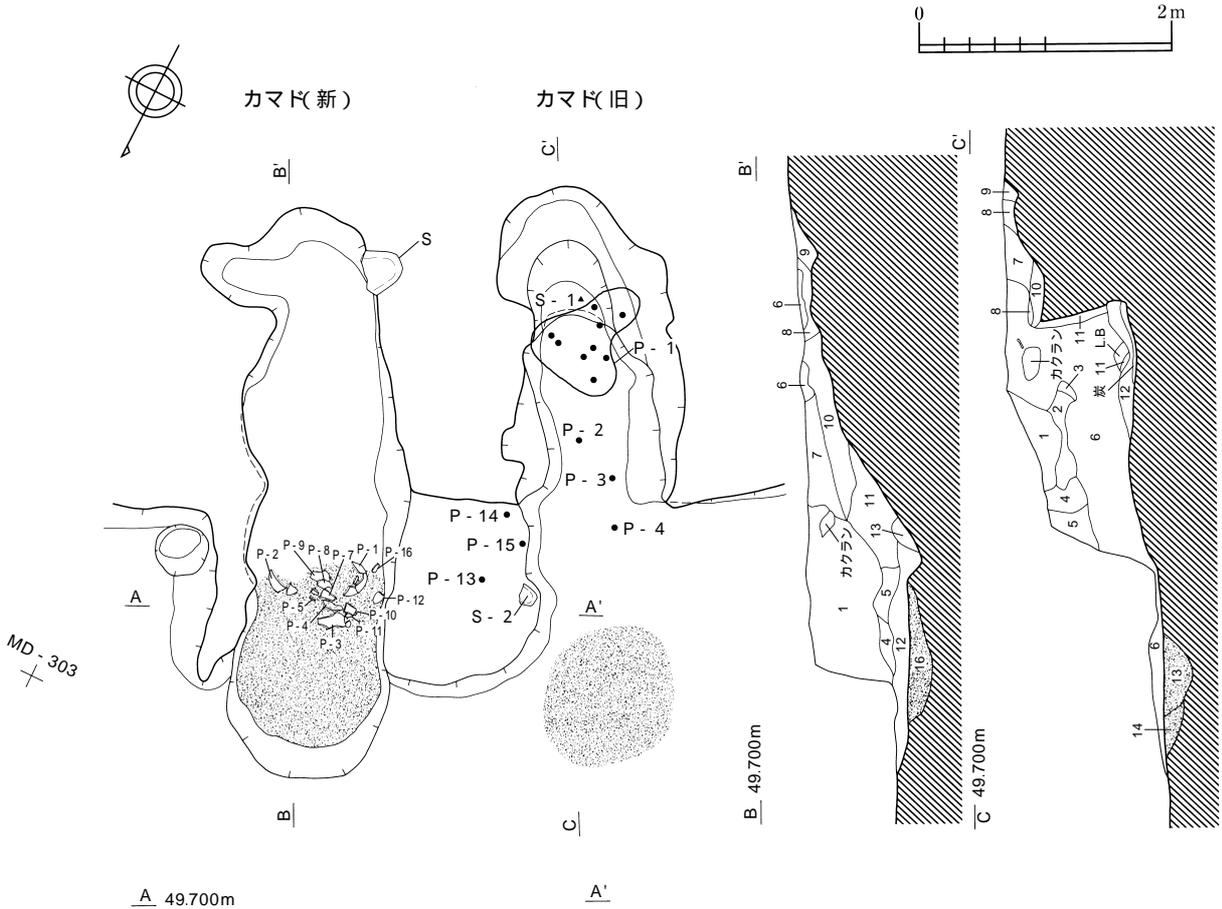 0 2m
カマド(新)
カマド(旧)
B'
C'
S
S - 1
P - 1
P - 2
P - 3
P - 4
P - 14
P - 15
P - 13
S - 2
P - 2
P - 9
P - 8
P - 7
P - 1
P - 16
P - 5
P - 4
P - 3
P - 12
P - 10
P - 11
A
A'
MD - 303
B
C
A 49.700m
A'
B'
9
6
8
6
10
7
11
13
カクラン
1
5
4
12
16
B 49.700m
C'
9
8
7
10
8
11
カクラン
L.B
11
炭
3
2
12
1
6
4
5
6
13
14
C 49.700m